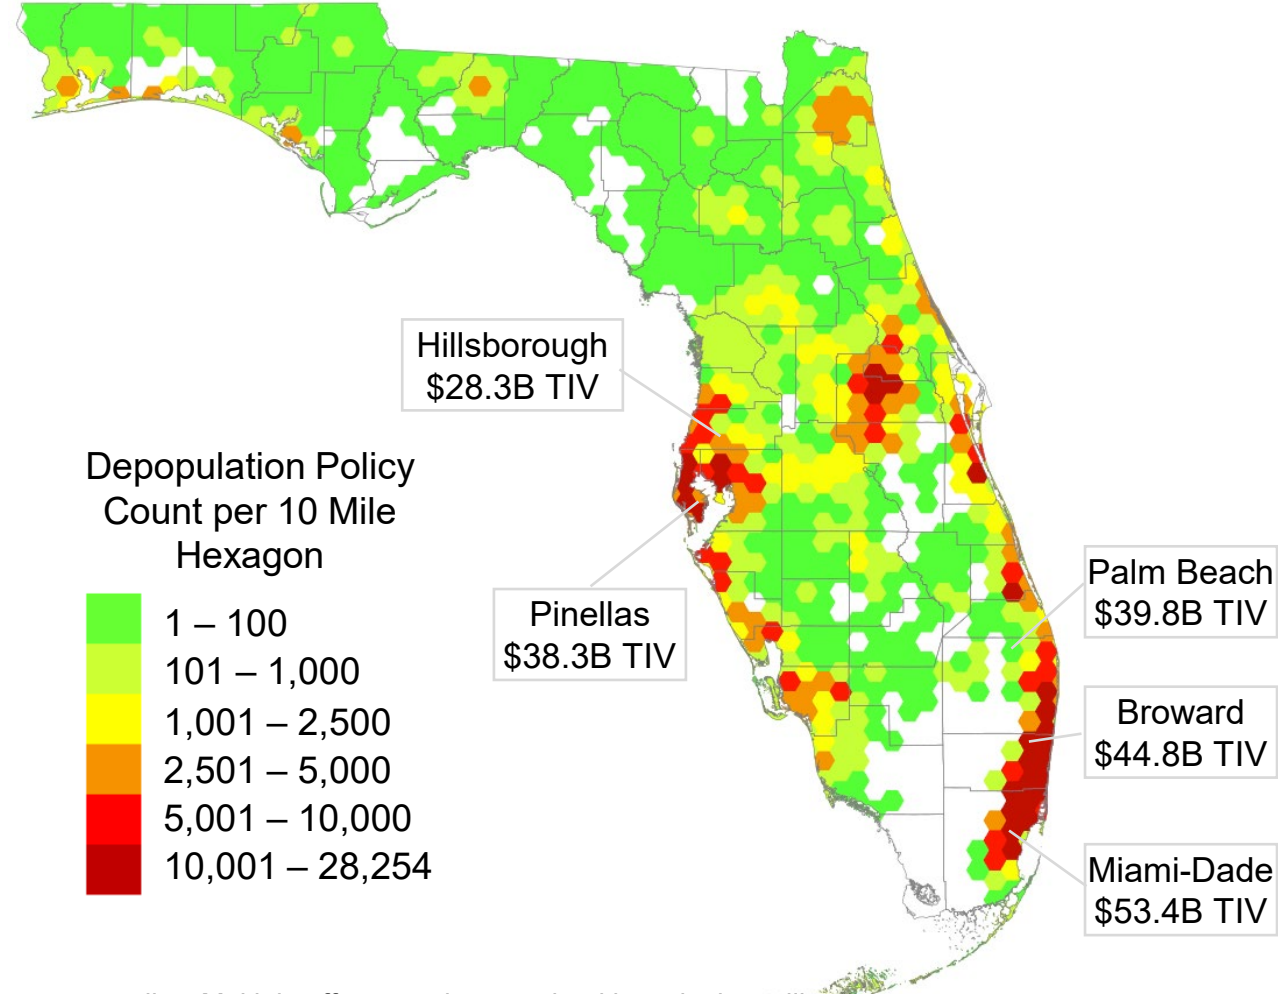 Hillsborough
$28.3B TIV
Depopulation Policy
Count per 10 Mile
Hexagon
1 – 100
101 – 1,000
1,001 – 2,500
2,501 – 5,000
5,001 – 10,000
10,001 – 28,254
Pinellas
$38.3B TIV
Palm Beach
$39.8B TIV
Broward
$44.8B TIV
Miami-Dade
$53.4B TIV